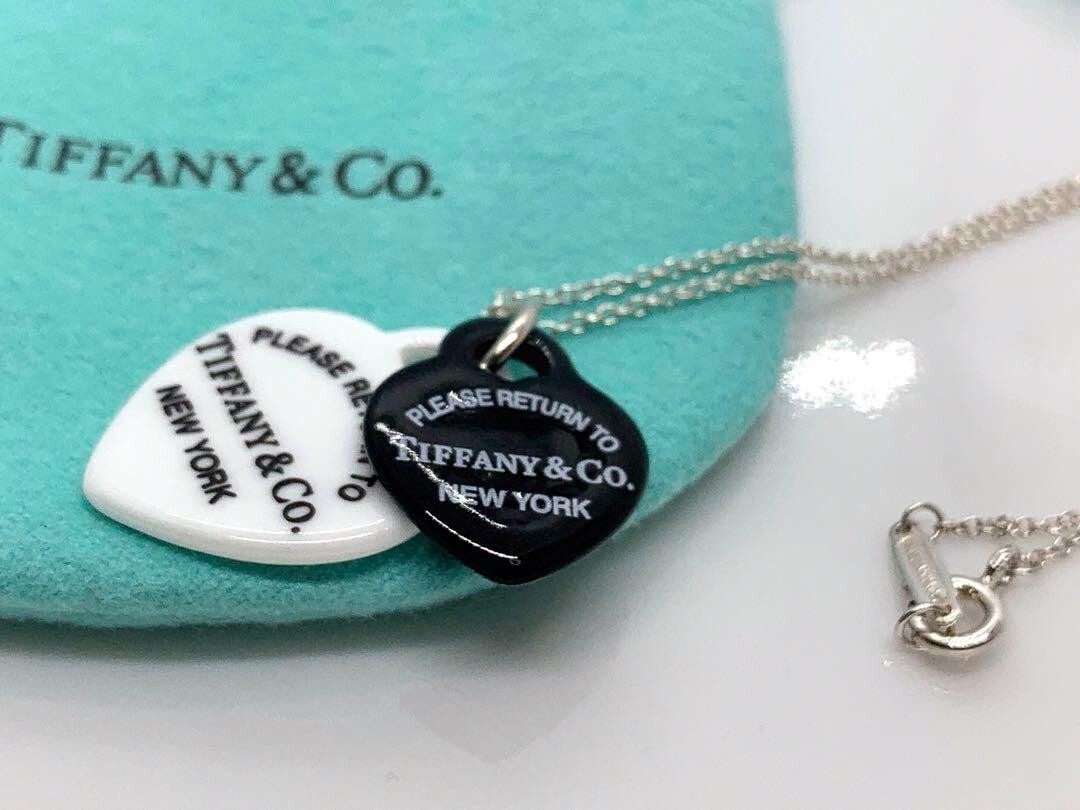 TIFFANY & CO.
PLEASE RE
N TO
TIFFANY & CO.
NEW YORK
PLEASE RETURN TO
TIFFANY & CO.
NEW YORK